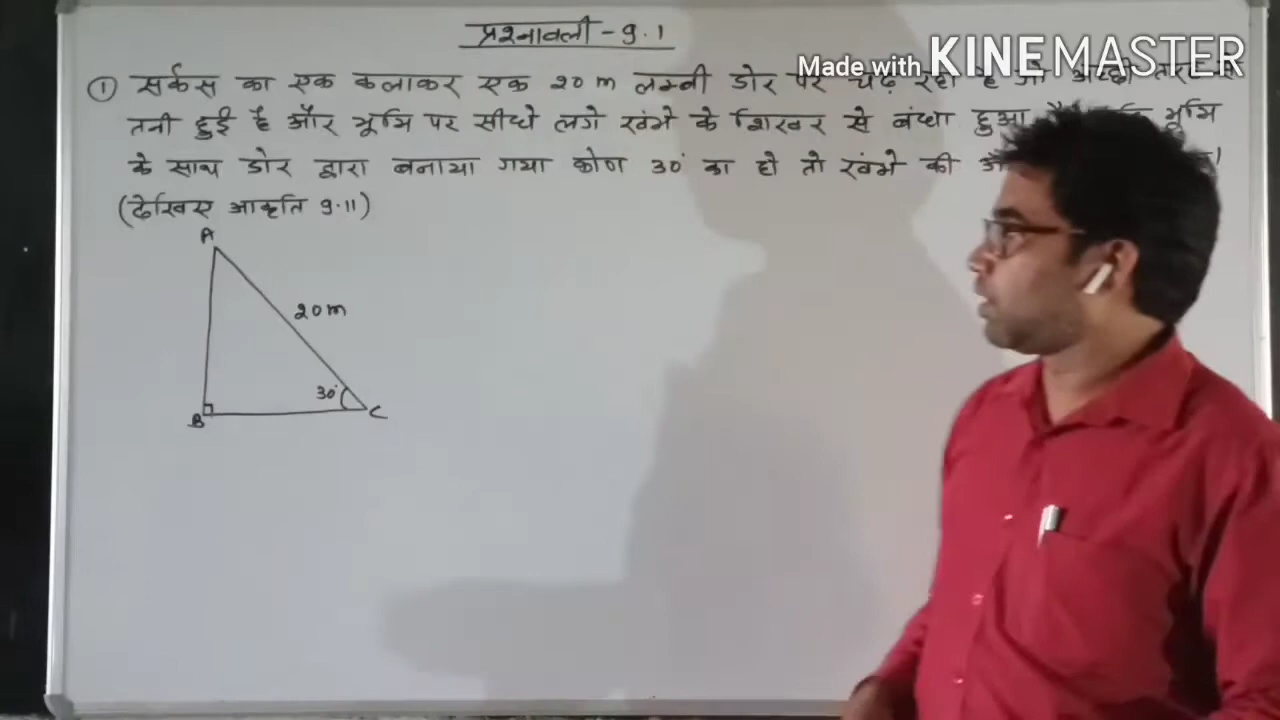 प्रश्नावली - 9.1
Made with KINEMASTER
① सर्कस का एक कलाकर एक 20 m लम्बी डोर पर चढ़ रहा है जो
तनी हुई है और भूमि पर सीधे लगे खंभे के शिखर से बंधा हुआ भूमि
के साथ डोर द्वारा बनाया गया कोण 30° का हो तो खंभे की
(देखिए आकृति 9.11)
A
20 m
30°
B
C